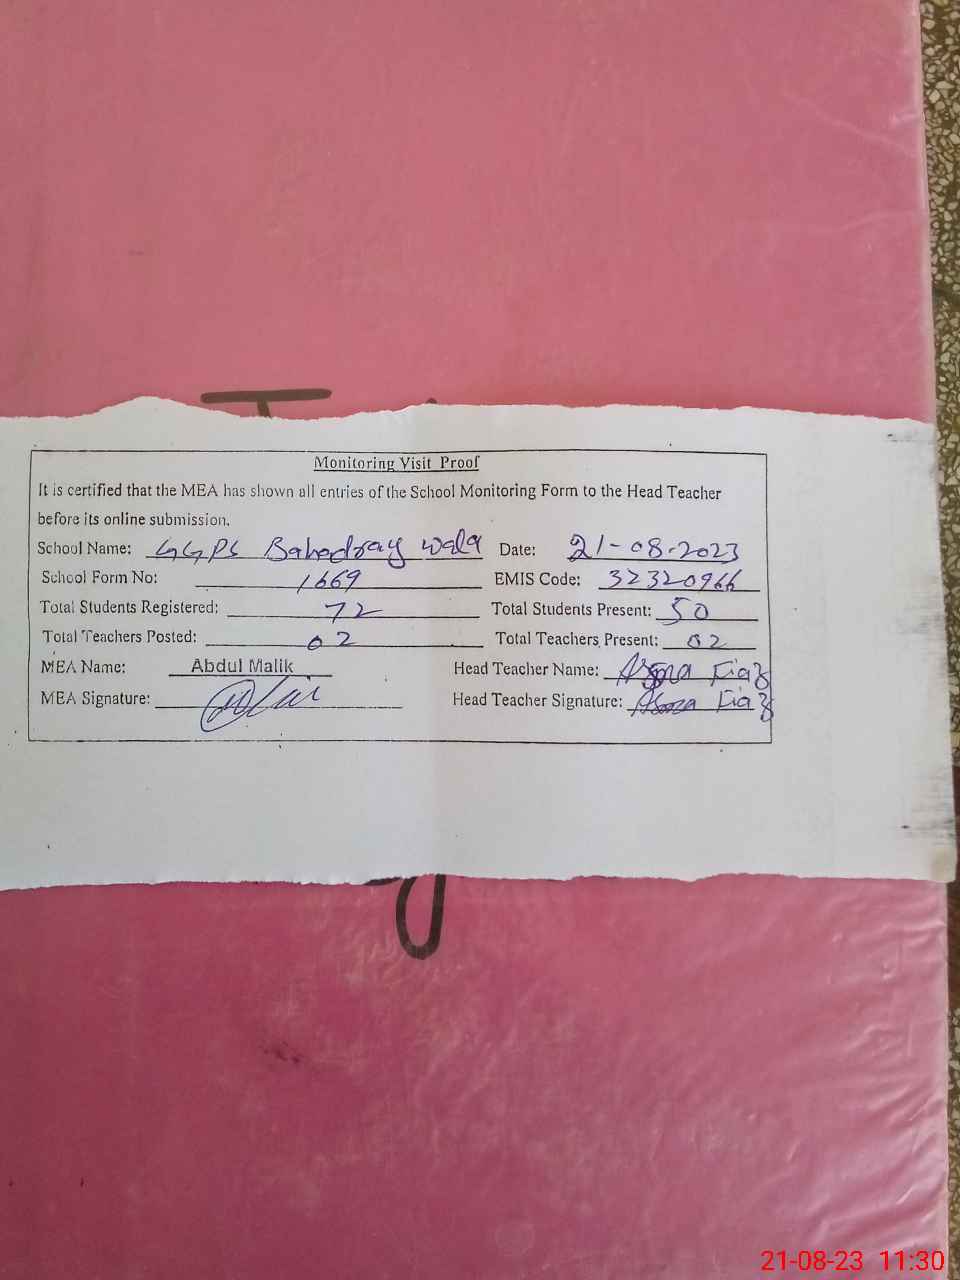 Monitoring Visit Proof
It is certified that the MEA has shown all entries of the School Monitoring Form to the Head Teacher
before its online submission.
School Name: GGPS Bahadray wala Date: 21-08-2023
School Form No: 1669 EMIS Code: 32320966
Total Students Registered: 72 Total Students Present: 50
Total Teachers Posted: 02 Total Teachers Present: 02
MEA Name: Abdul Malik Head Teacher Name: Fiaz
MEA Signature: Head Teacher Signature: Fiaz
21-08-23 11:30